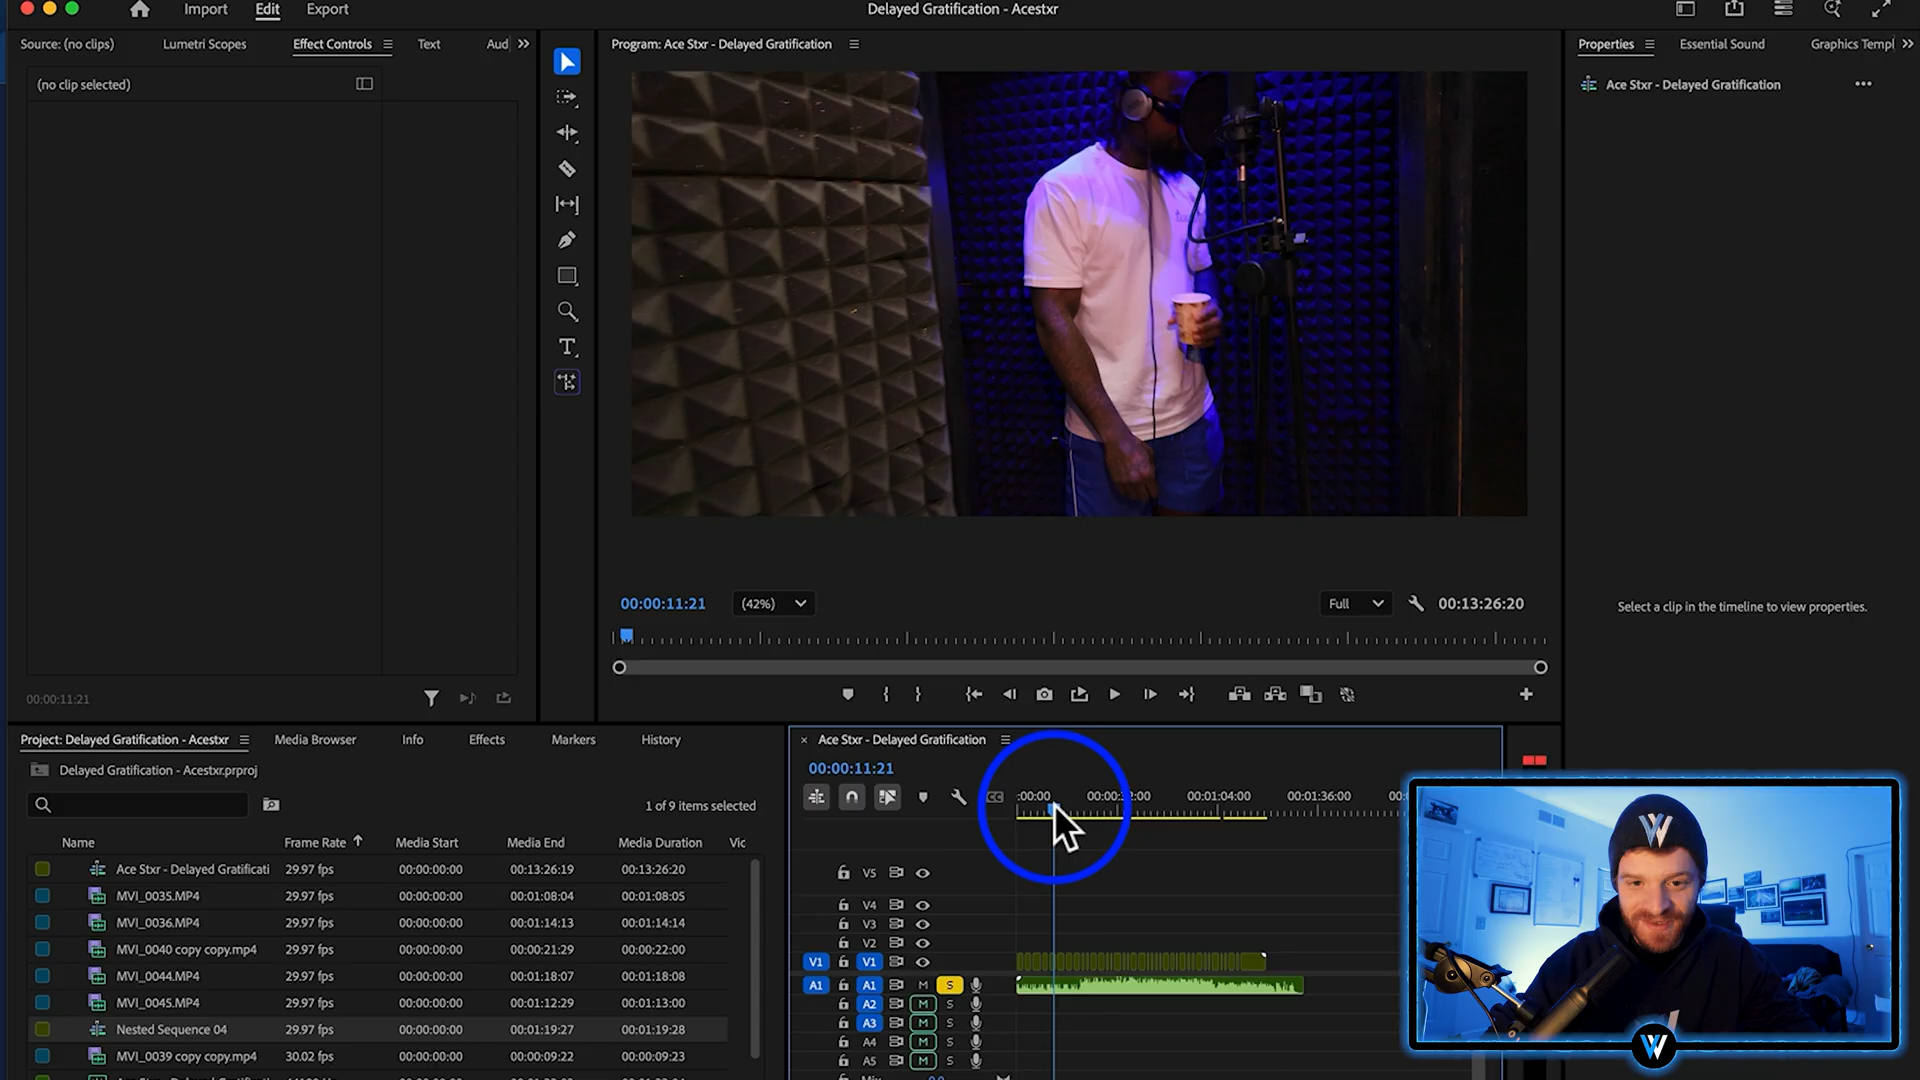 Import
Edit
Export
Delayed Gratification - Acestxr
Source: (no clips)
Lumetri Scopes
Effect Controls
Text
Aud
Program: Ace Stxr - Delayed Gratification
Properties
Essential Sound
Graphics Templ
(no clip selected)
Ace Stxr - Delayed Gratification
00:00:11:21
(42%)
Full
00:13:26:20
Select a clip in the timeline to view properties.
00:00:11:21
Project: Delayed Gratification - Acestxr
Media Browser
Info
Effects
Markers
History
Ace Stxr - Delayed Gratification
Delayed Gratification - Acestxr.prproj
00:00:11:21
1 of 9 items selected
:00:00
00:00:32:00
00:01:04:00
00:01:36:00
Name
Frame Rate
Media Start
Media End
Media Duration
Vic
Ace Stxr - Delayed Gratificati 29.97 fps 00:00:00:00 00:13:26:19 00:13:26:20
MVI_0035.MP4 29.97 fps 00:00:00:00 00:01:08:04 00:01:08:05
MVI_0036.MP4 29.97 fps 00:00:00:00 00:01:14:13 00:01:14:14
MVI_0040 copy copy.mp4 29.97 fps 00:00:00:00 00:00:21:29 00:00:22:00
MVI_0044.MP4 29.97 fps 00:00:00:00 00:01:18:07 00:01:18:08
MVI_0045.MP4 29.97 fps 00:00:00:00 00:01:12:29 00:01:13:00
Nested Sequence 04 29.97 fps 00:00:00:00 00:01:19:27 00:01:19:28
MVI_0039 copy copy.mp4 30.02 fps 00:00:00:00 00:00:09:22 00:00:09:23
V5
V4
V3
V2
V1 V1
A1 A1 M S
A2 M S
A3 M S
A4 M S
A5 M S